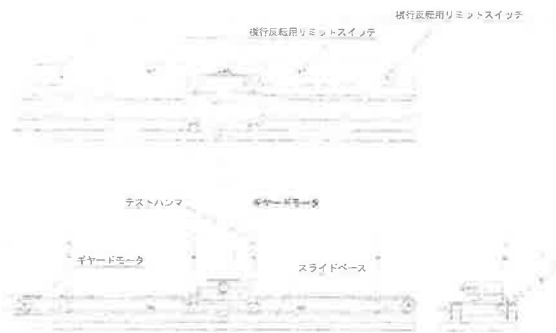 横行反転用リミットスイッチ
横行反転用リミットスイッチ
テストハンマ
ギヤードモータ
ギヤードモータ
スライドベース